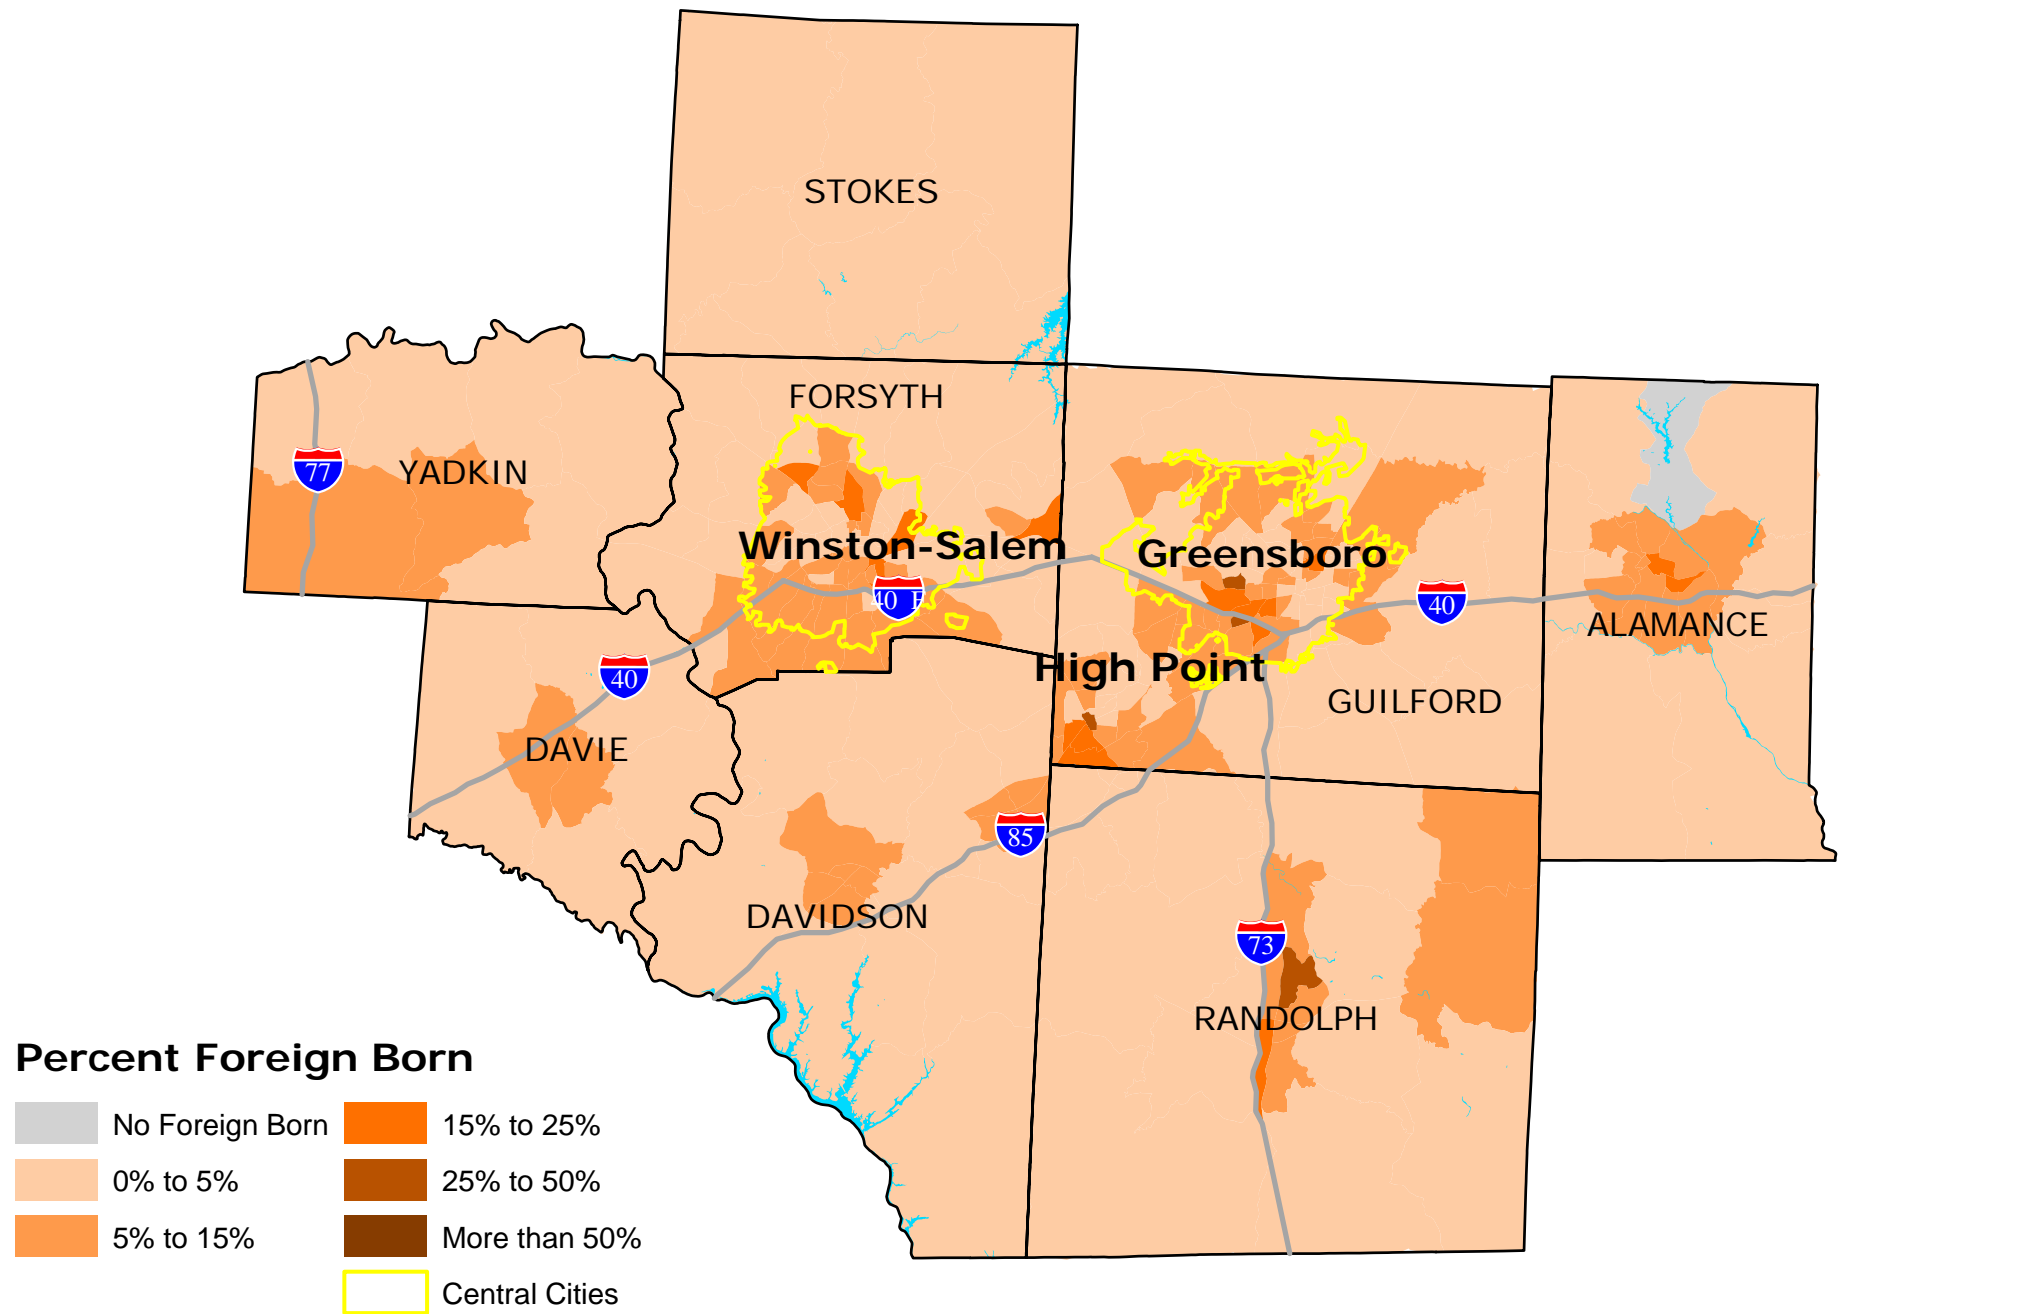 STOKES
FORSYTH
YADKIN
77
Winston-Salem
Greensboro
40
40
ALAMANCE
High Point
40
GUILFORD
DAVIE
85
DAVIDSON
73
RANDOLPH
Percent Foreign Born
No Foreign Born
15% to 25%
0% to 5%
25% to 50%
5% to 15%
More than 50%
Central Cities